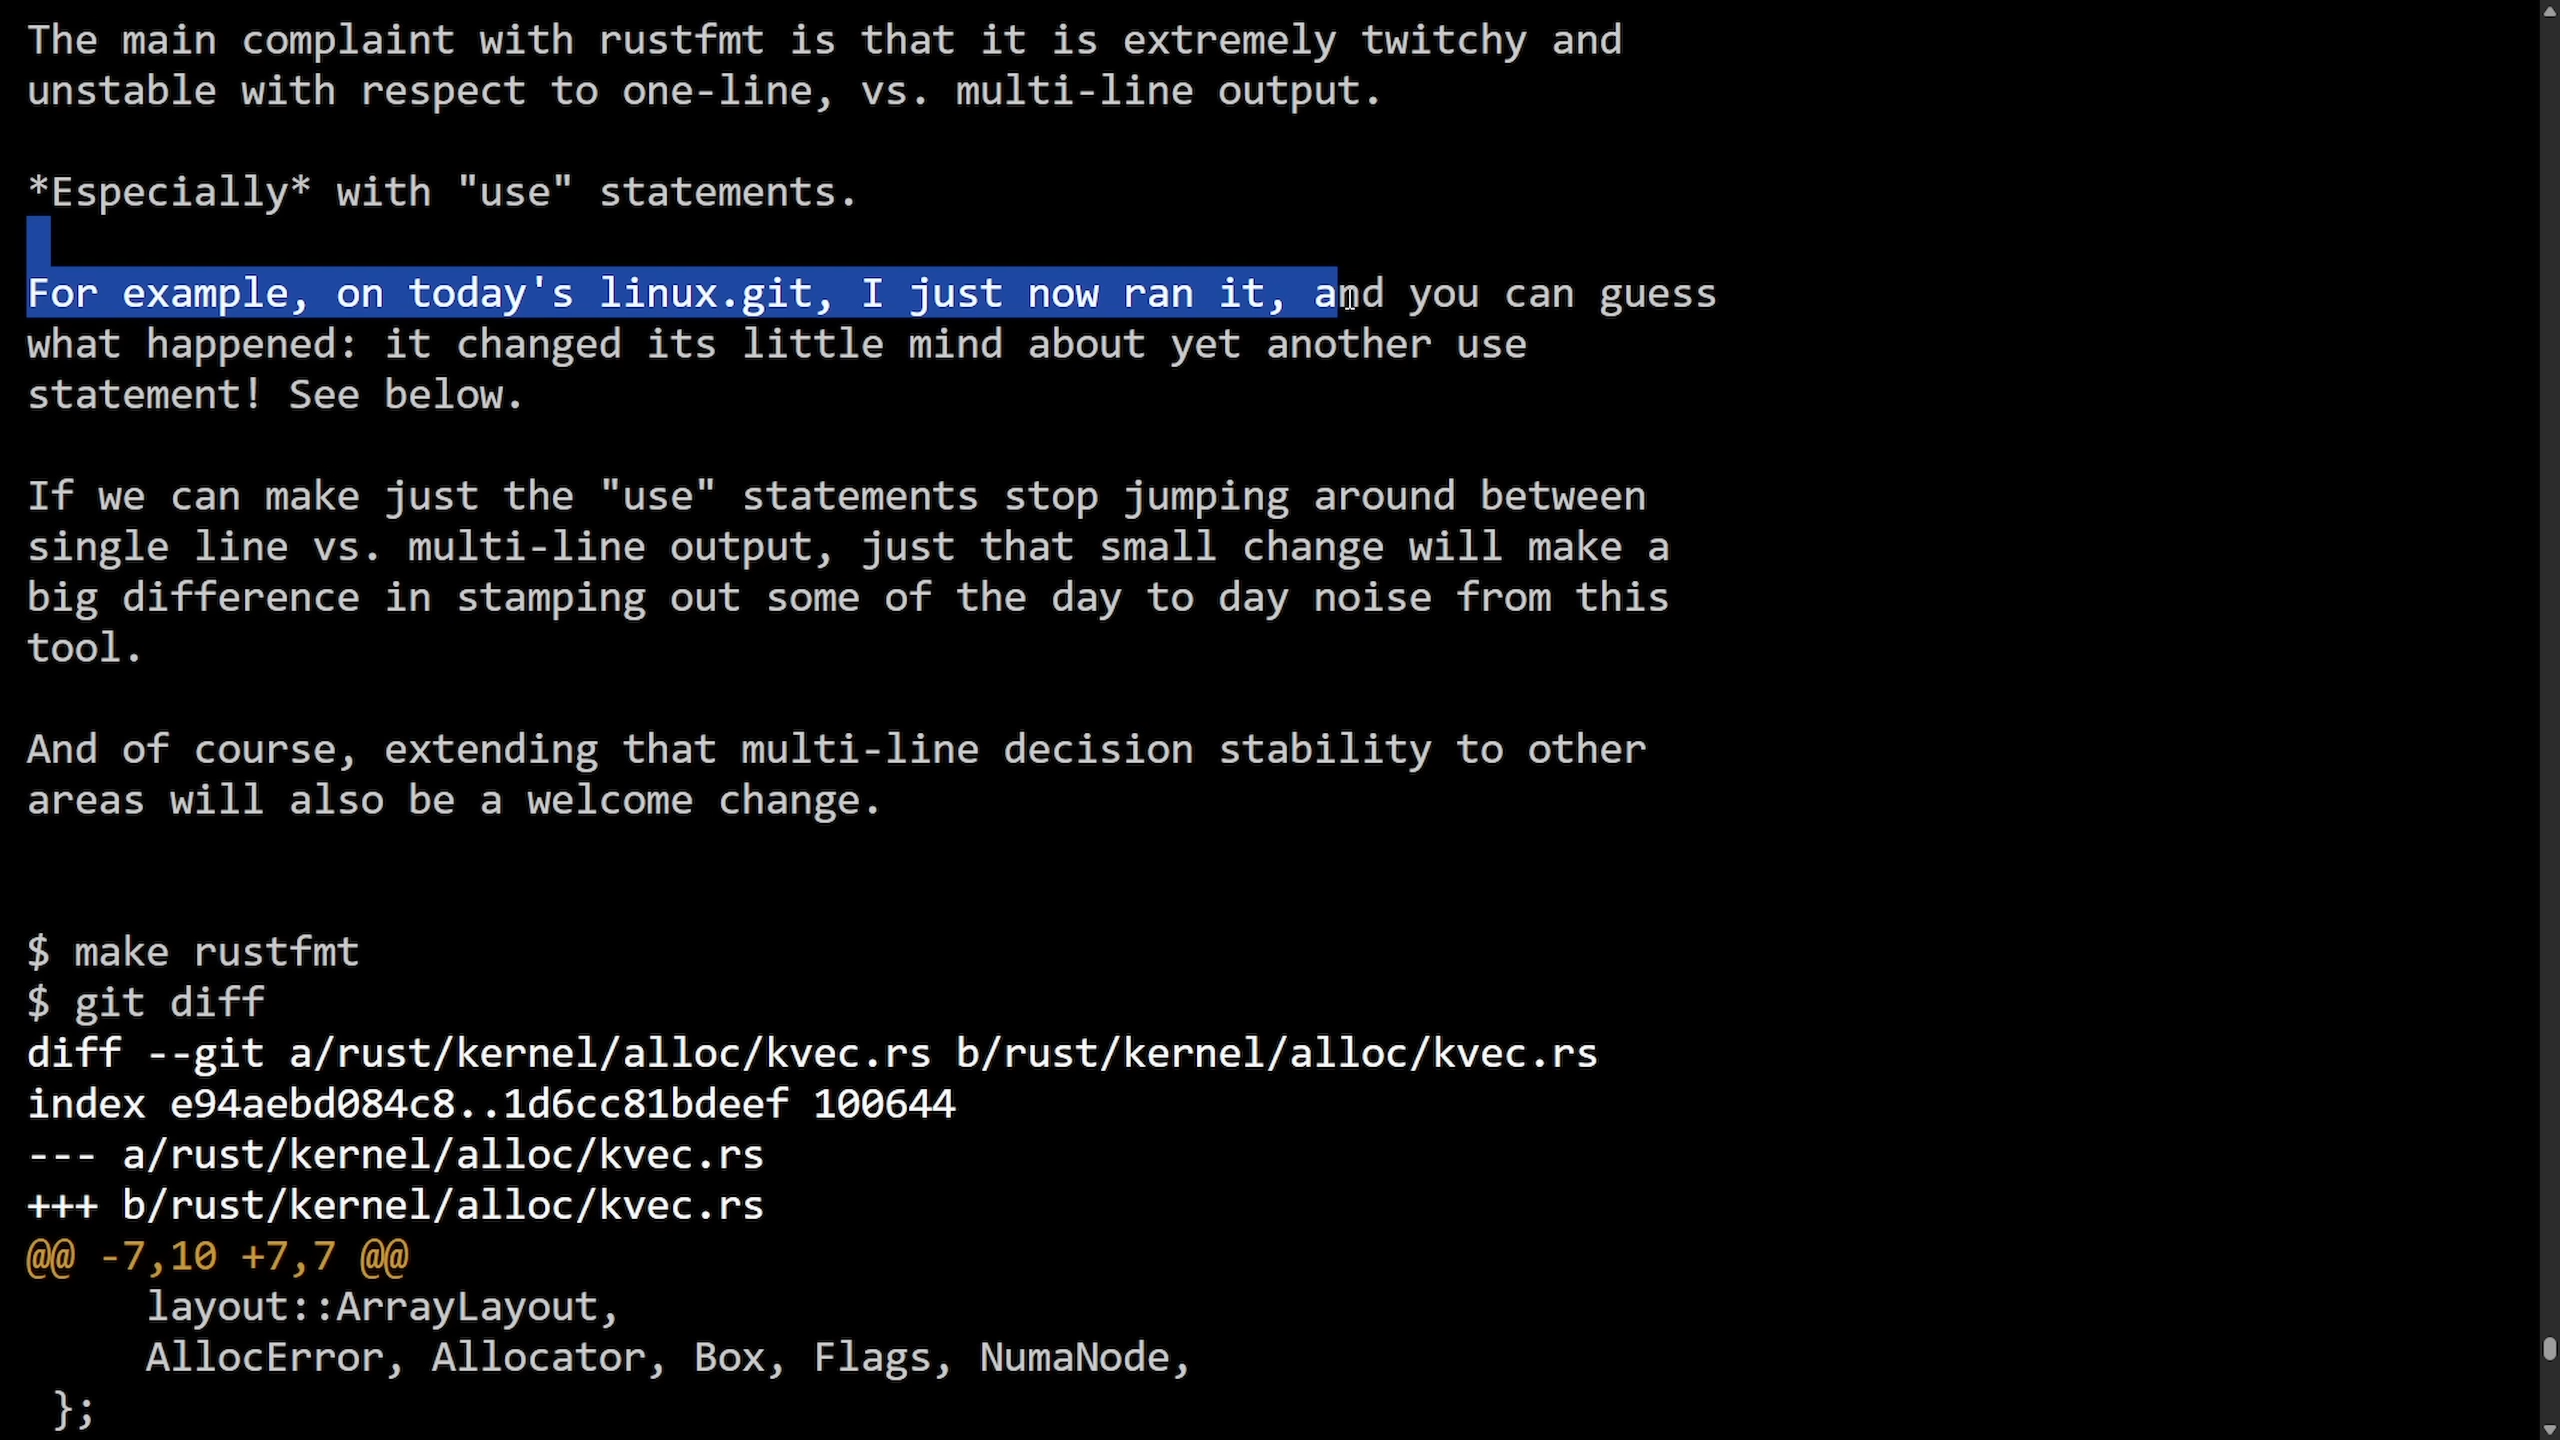 The main complaint with rustfmt is that it is extremely twitchy and
unstable with respect to one-line, vs. multi-line output.
*Especially* with "use" statements.
For example, on today's linux.git, I just now ran it, and you can guess
what happened: it changed its little mind about yet another use
statement! See below.
If we can make just the "use" statements stop jumping around between
single line vs. multi-line output, just that small change will make a
big difference in stamping out some of the day to day noise from this
tool.
And of course, extending that multi-line decision stability to other
areas will also be a welcome change.
$ make rustfmt
$ git diff
diff --git a/rust/kernel/alloc/kvec.rs b/rust/kernel/alloc/kvec.rs
index e94aebd084c8..1d6cc81bdeef 100644
--- a/rust/kernel/alloc/kvec.rs
+++ b/rust/kernel/alloc/kvec.rs
@@ -7,10 +7,7 @@
     layout::ArrayLayout,
     AllocError, Allocator, Box, Flags, NumaNode,
 };